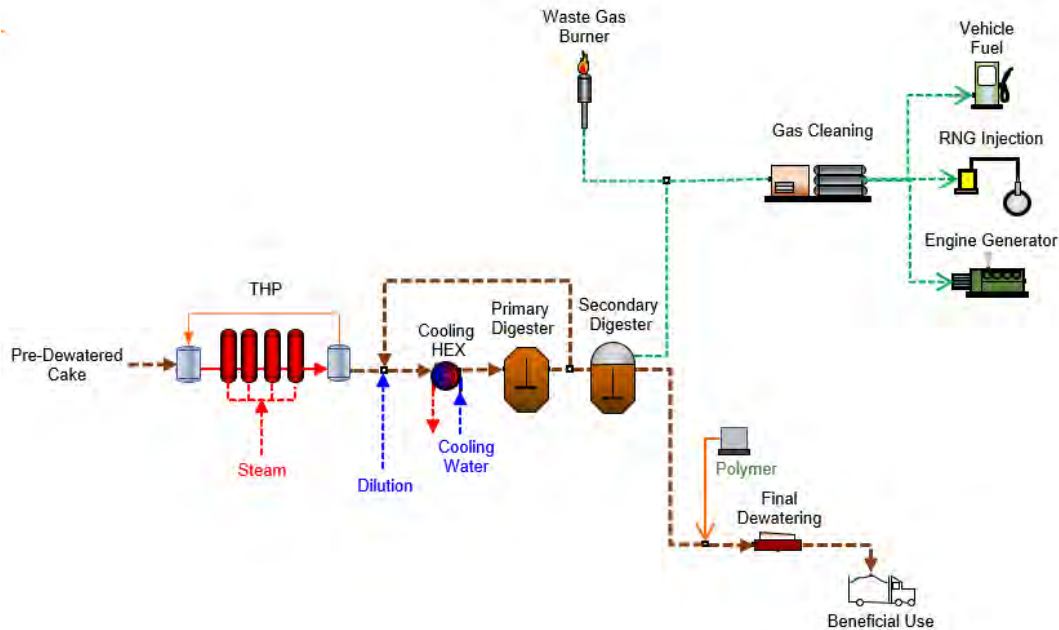 Waste Gas
Burner
Vehicle
Fuel
Gas Cleaning
RNG Injection
Engine Generator
THP
Pre-Dewatered
Cake
Cooling
HEX
Primary
Digester
Secondary
Digester
Steam
Dilution
Cooling
Water
Polymer
Final
Dewatering
Beneficial Use